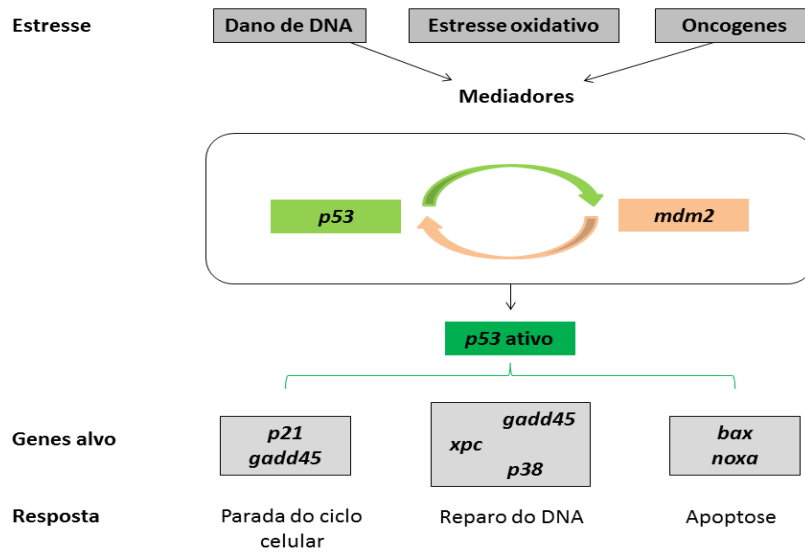 Estresse
Dano de DNA
Estresse oxidativo
Oncogenes
Mediadores
p53
mdm2
p53 ativo
Genes alvo
p21
gadd45
gadd45
xpc
p38
bax
noxa
Resposta
Parada do ciclo
celular
Reparo do DNA
Apoptose